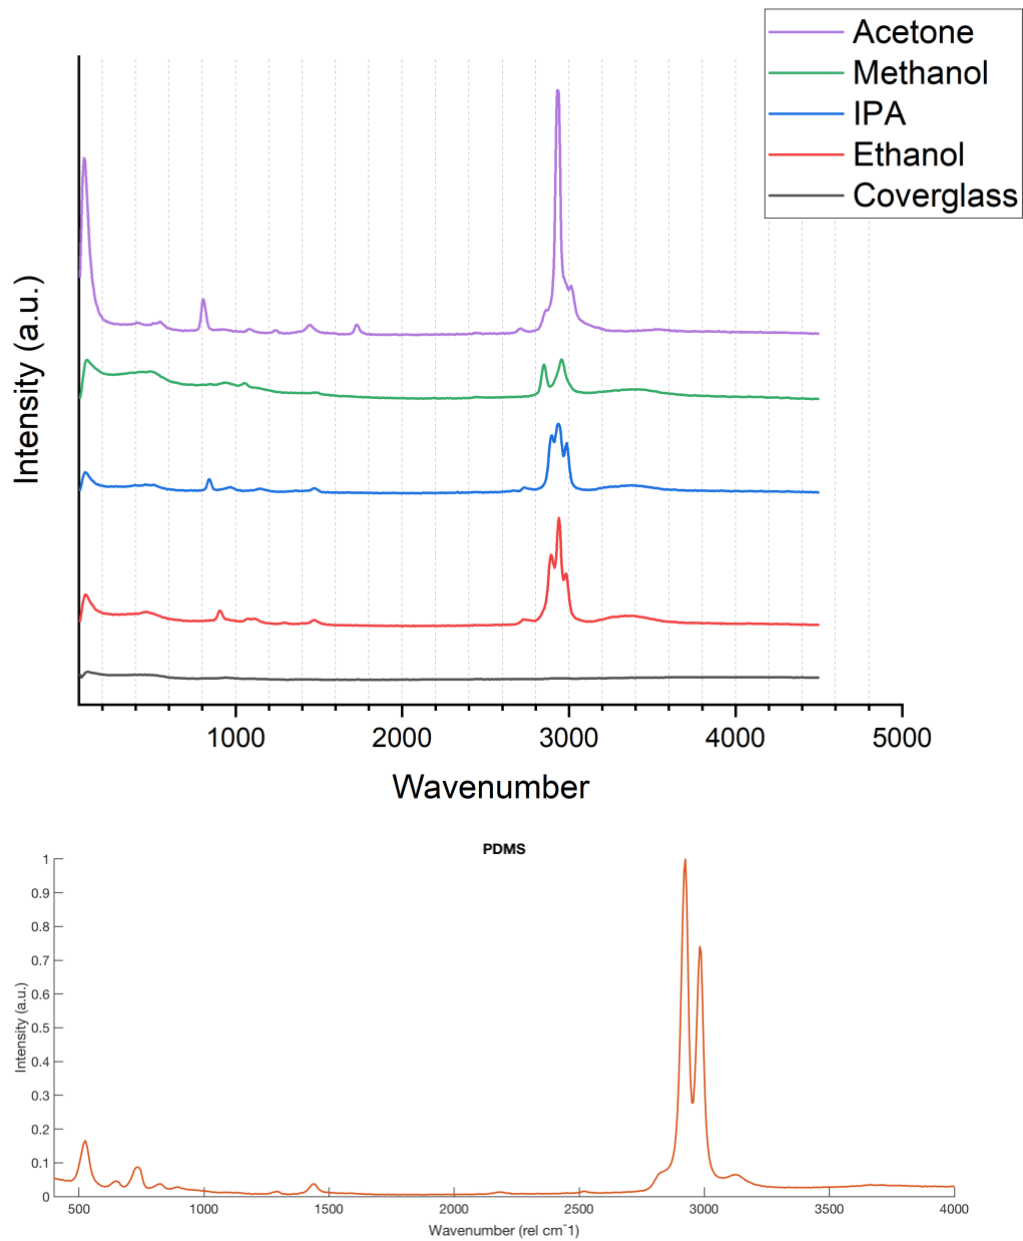 Acetone
Methanol
IPA
Ethanol
Coverglass
Intensity (a.u.)
1000 2000 3000 4000 5000
Wavenumber
PDMS
1
0.9
0.8
0.7
0.6
0.5
0.4
0.3
0.2
0.1
0
Intensity (a.u.)
500 1000 1500 2000 2500 3000 3500 4000
Wavenumber (rel cm⁻1)